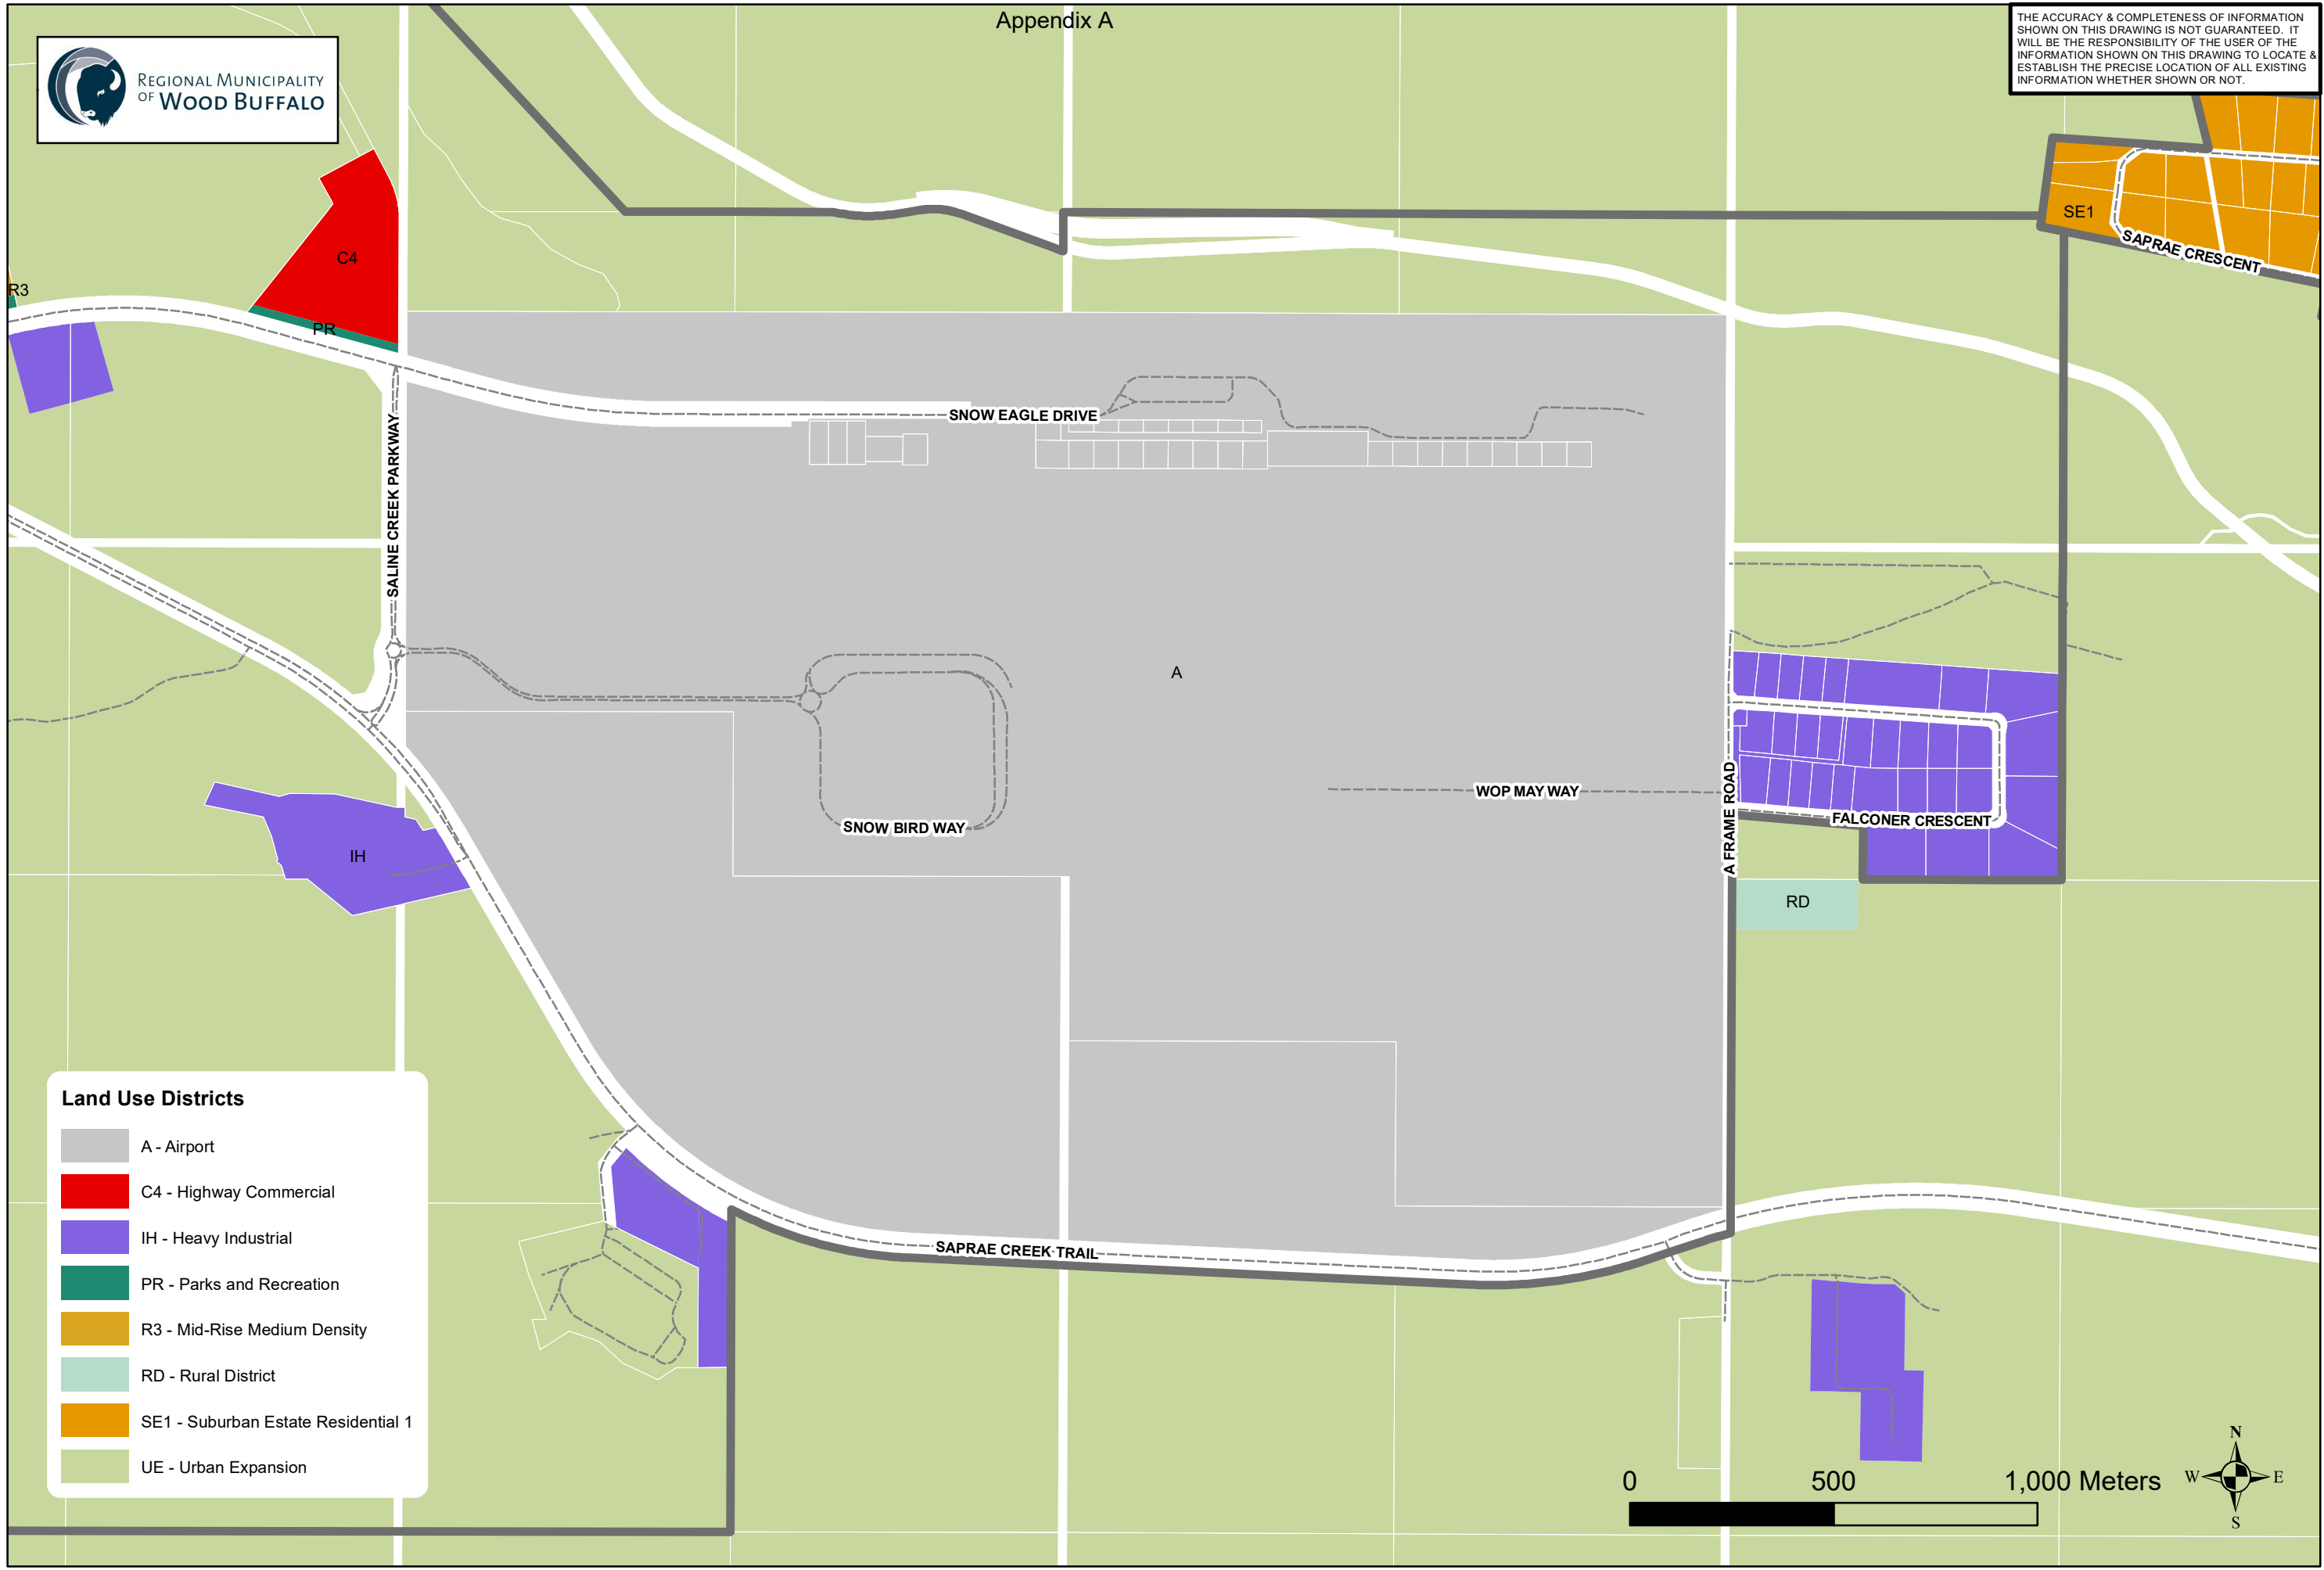 Appendix A
THE ACCURACY & COMPLETENESS OF INFORMATION
SHOWN ON THIS DRAWING IS NOT GUARANTEED. IT
WILL BE THE RESPONSIBILITY OF THE USER OF THE
INFORMATION SHOWN ON THIS DRAWING TO LOCATE &
ESTABLISH THE PRECISE LOCATION OF ALL EXISTING
INFORMATION WHETHER SHOWN OR NOT.
REGIONAL MUNICIPALITY
OF WOOD BUFFALO
SE1
SAPRAE CRESCENT
C4
R3
PR
SNOW EAGLE DRIVE
SALINE CREEK PARKWAY
A
WOP MAY WAY
A FRAME ROAD
FALCONER CRESCENT
SNOW BIRD WAY
IH
RD
SAPRAE CREEK TRAIL
Land Use Districts
A - Airport
C4 - Highway Commercial
IH - Heavy Industrial
PR - Parks and Recreation
R3 - Mid-Rise Medium Density
RD - Rural District
SE1 - Suburban Estate Residential 1
UE - Urban Expansion
0 500 1,000 Meters
N
W E
S